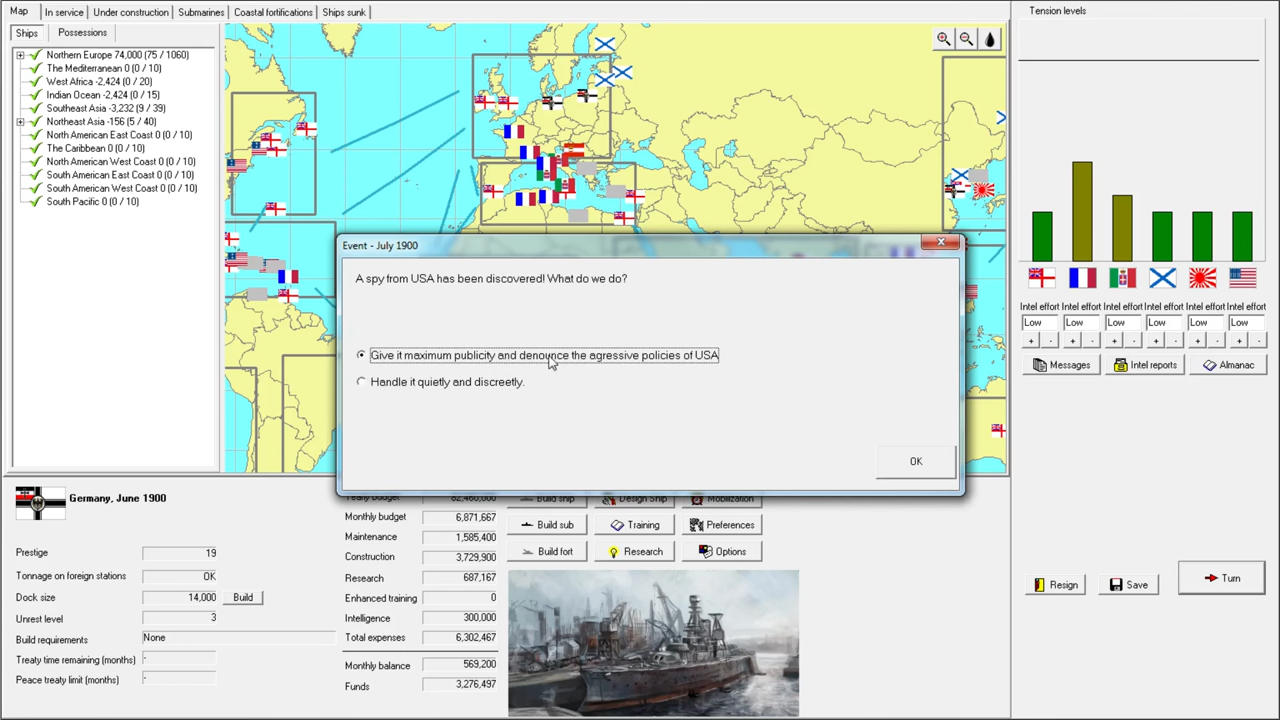 Map
In service
Under construction
Submarines
Coastal fortifications
Ships sunk
Ships
Possessions
Northern Europe 74,000 (75 / 1060)
The Mediterranean 0 (0 / 10)
West Africa -2,424 (0 / 20)
Indian Ocean -2,424 (0 / 15)
Southeast Asia -3,232 (9 / 39)
Northeast Asia -156 (5 / 40)
North American East Coast 0 (0 / 10)
The Caribbean 0 (0 / 10)
North American West Coast 0 (0 / 10)
South American East Coast 0 (0 / 10)
South American West Coast 0 (0 / 10)
South Pacific 0 (0 / 10)
Tension levels
Intel effort Intel effort Intel effort Intel effort Intel effort Intel effort
Low Low Low Low Low Low
+ - + - + - + - + - + -
Messages
Intel reports
Almanac
Event - July 1900
A spy from USA has been discovered! What do we do?
Give it maximum publicity and denounce the agressive policies of USA
Handle it quietly and discreetly.
OK
Germany, June 1900
Prestige 19
Tonnage on foreign stations OK
Dock size 14,000 Build
Unrest level 3
Build requirements None
Treaty time remaining (months) -
Peace treaty limit (months) -
Monthly budget 6,871,667
Maintenance 1,585,400
Construction 3,729,900
Research 687,167
Enhanced training 0
Intelligence 300,000
Total expenses 6,302,467
Monthly balance 569,200
Funds 3,276,497
Build ship
Design Ship
Mobilization
Build sub
Training
Preferences
Build fort
Research
Options
Resign
Save
Turn